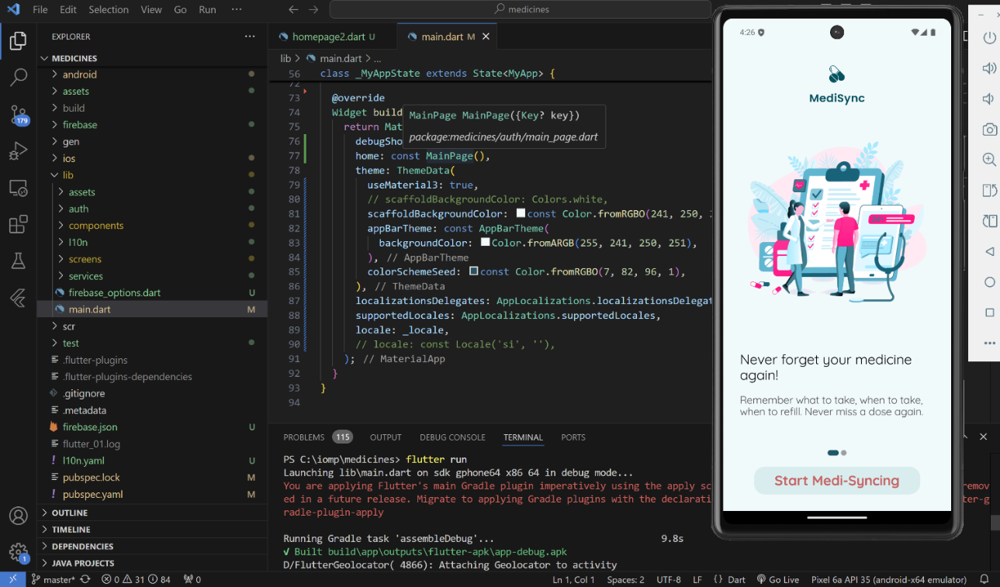 File Edit Selection View Go Run ···
medicines
EXPLORER
MEDICINES
android
assets
build
firebase
gen
ios
lib
assets
auth
components
l10n
screens
services
firebase_options.dart U
main.dart M
scr
test
.flutter-plugins
.flutter-plugins-dependencies
.gitignore
.metadata
firebase.json U
flutter_01.log
l10n.yaml U
pubspec.lock M
pubspec.yaml M
OUTLINE
TIMELINE
DEPENDENCIES
JAVA PROJECTS
179
1
homepage2.dart U
main.dart M
lib > main.dart > ...
56 class _MyAppState extends State<MyApp> {
72
73 @override
74 Widget build
75 return Mat
76 debugSho
77 home: const MainPage(),
78 theme: ThemeData(
79 useMaterial3: true,
80 // scaffoldBackgroundColor: Colors.white,
81 scaffoldBackgroundColor: const Color.fromRGBO(241, 250, 
82 appBarTheme: const AppBarTheme(
83 backgroundColor: Color.fromARGB(255, 241, 250, 251),
84 ), // AppBarTheme
85 colorSchemeSeed: const Color.fromRGBO(7, 82, 96, 1),
86 ), // ThemeData
87 localizationsDelegates: AppLocalizations.localizationsDelegat
88 supportedLocales: AppLocalizations.supportedLocales,
89 locale: _locale,
90 // locale: const Locale('si', ''),
91 ); // MaterialApp
92 }
93 }
94
MainPage MainPage({Key? key})
package:medicines/auth/main_page.dart
PROBLEMS 115 OUTPUT DEBUG CONSOLE TERMINAL PORTS
PS C:\iomp\medicines> flutter run
Launching lib\main.dart on sdk gphone64 x86 64 in debug mode...
You are applying Flutter's main Gradle plugin imperatively using the apply sc remov
ed in a future release. Migrate to applying Gradle plugins with the declarati ter-g
radle-plugin-apply
Running Gradle task 'assembleDebug'... 9.8s
√ Built build\app\outputs\flutter-apk\app-debug.apk
D/FlutterGeolocator( 4866): Attaching Geolocator to activity
4:26
MediSync
Never forget your medicine
again!
Remember what to take, when to take,
when to refill. Never miss a dose again.
Start Medi-Syncing
master* 0 31 84 0
Ln 1, Col 1 Spaces: 2 UTF-8 LF {} Dart Go Live Pixel 6a API 35 (android-x64 emulator)